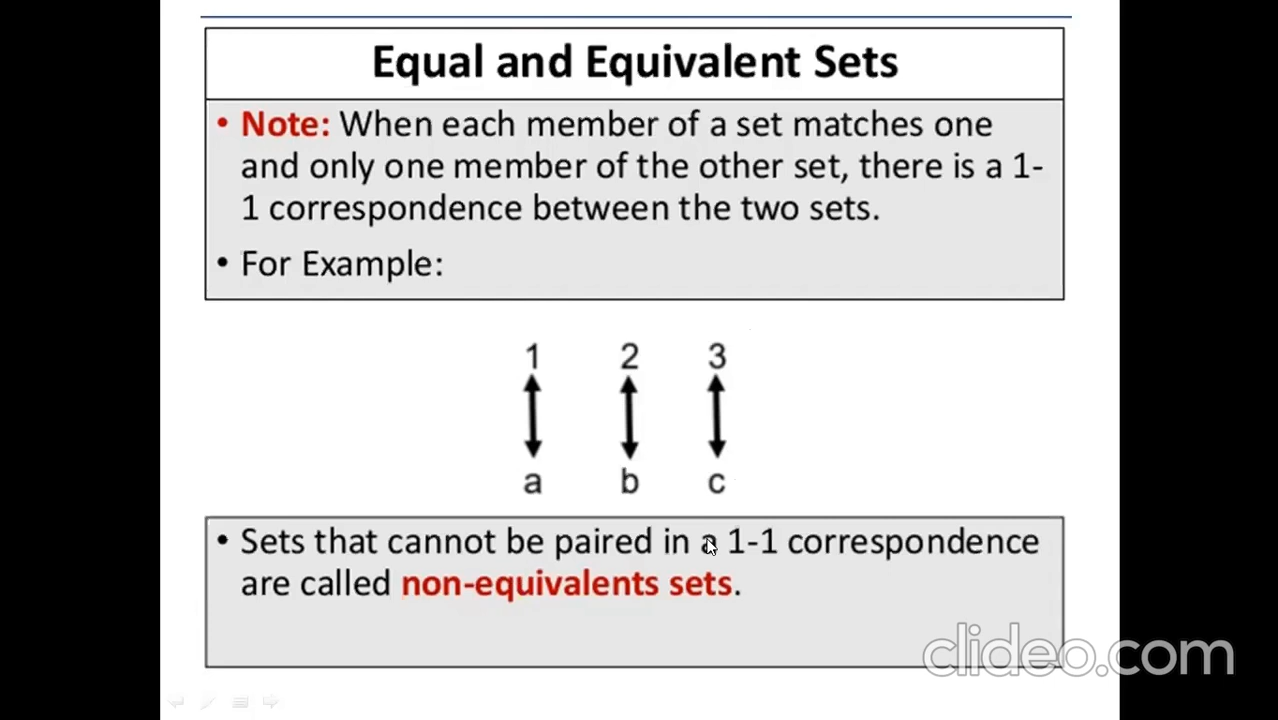 Equal and Equivalent Sets
• Note: When each member of a set matches one
and only one member of the other set, there is a 1-
1 correspondence between the two sets.
• For Example:
1 2 3
a b c
• Sets that cannot be paired in a 1-1 correspondence
are called non-equivalents sets.
clideo.com